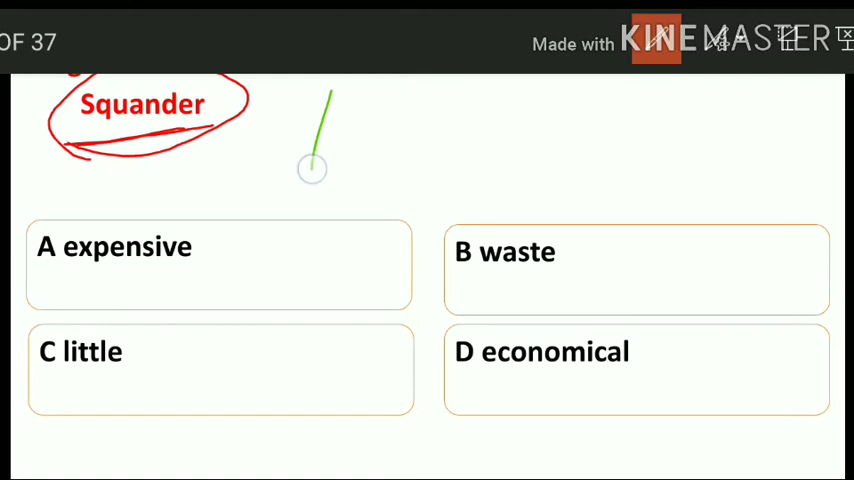 OF 37
Made with KINEMASTER
Squander
A expensive
B waste
C little
D economical